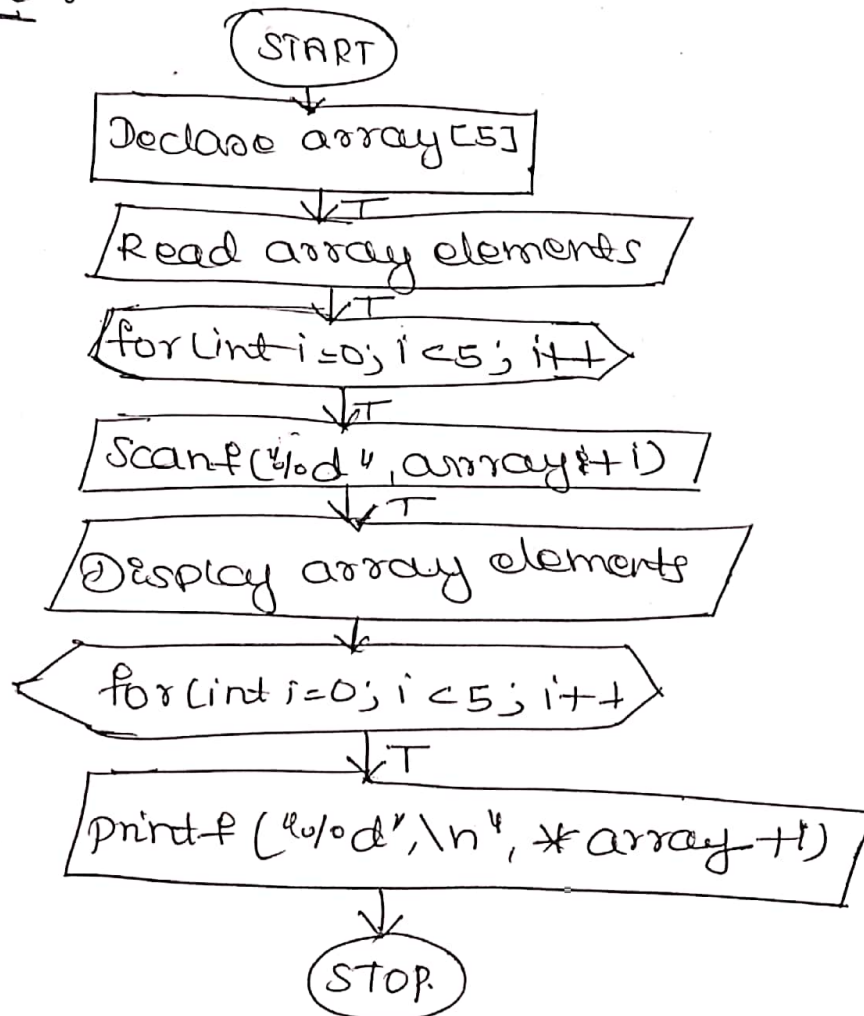 START
Declare array [5]
T
Read array elements
T
for (int i=0; i<5; i++
T
Scanf("%d", array+i)
T
Display array elements
for (int i=0; i<5; i++
T
printf ("%d",\n", *array+i)
STOP.